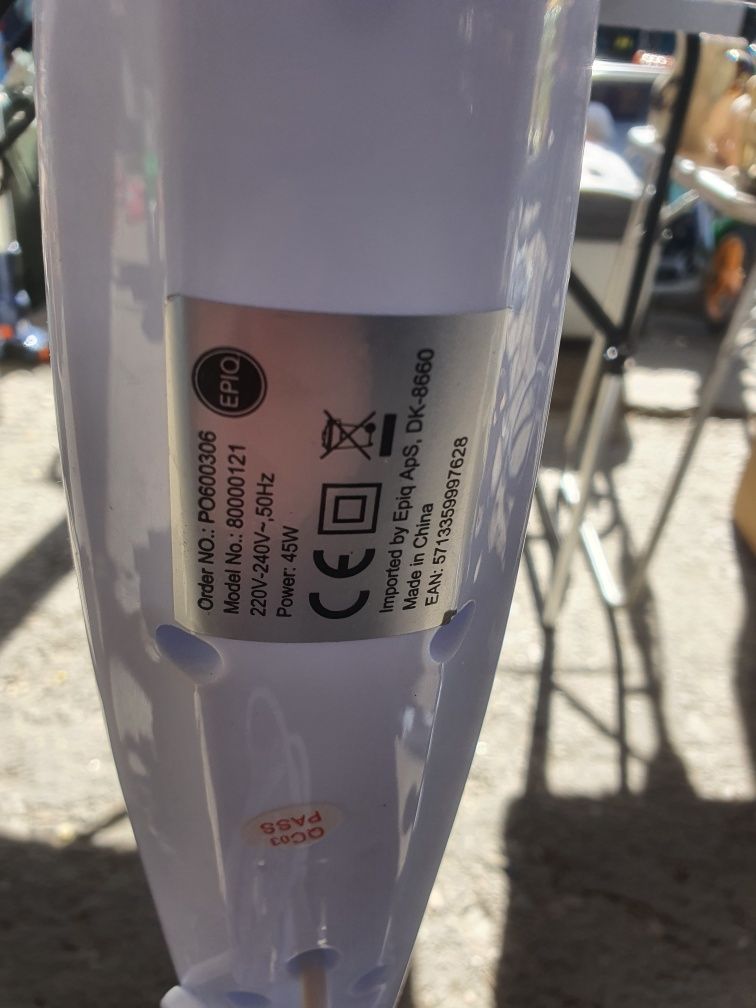 EPIQ
Order NO.: PO600306
Model No.: 80000121
220V-240V~,50Hz
Power: 45W
CE
Imported by Epiq ApS, DK-8660
Made in China
EAN: 5713359997628
QC03
PASS